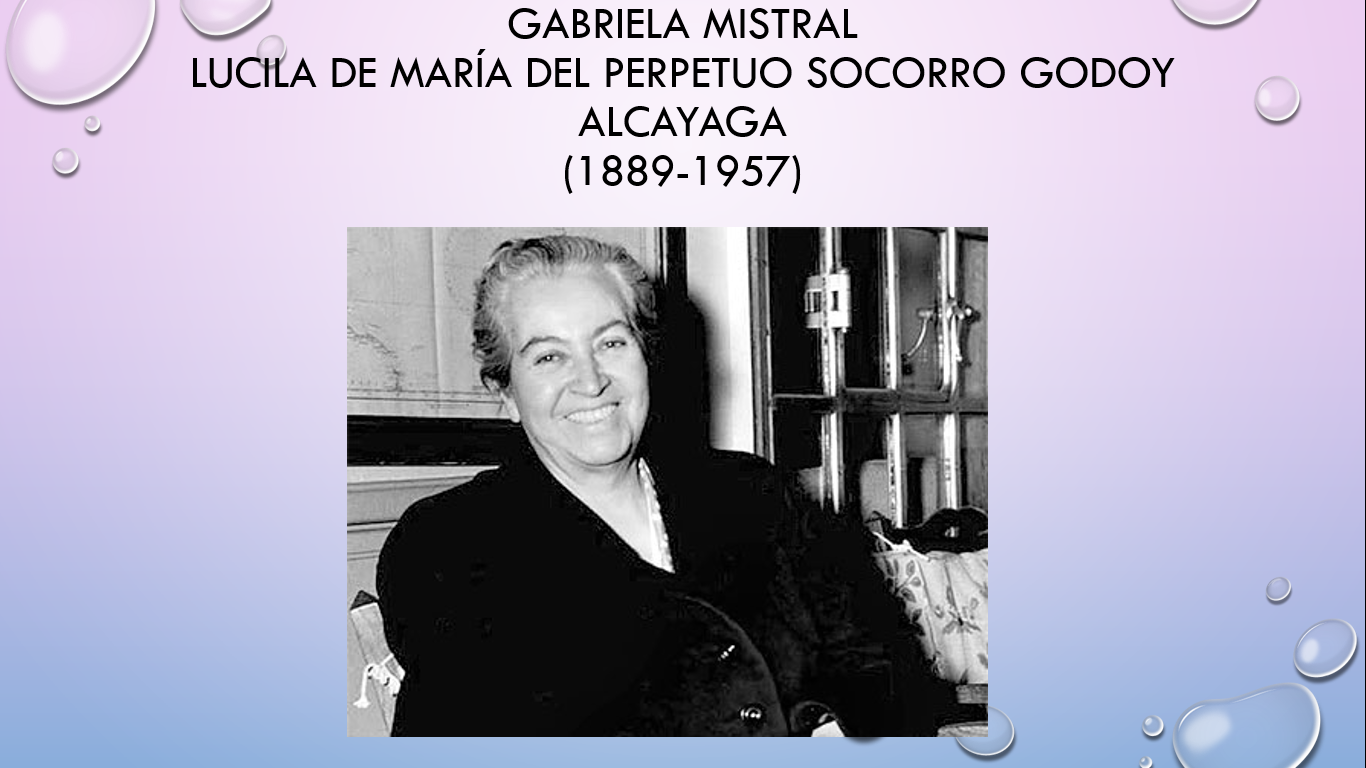 GABRIELA MISTRAL
LUCILA DE MARÍA DEL PERPETUO SOCORRO GODOY
ALCAYAGA
(1889-1957)